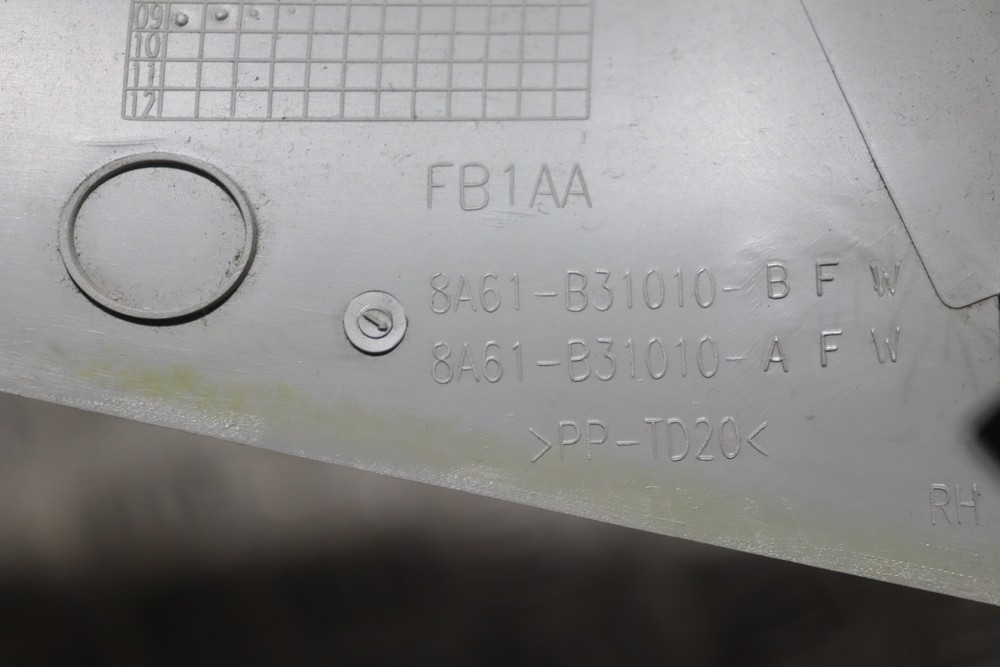 09
10
11
12
FB1AA
8A61-B31010-BFW
8A61-B31010-AFW
>PP-TD20<
RH